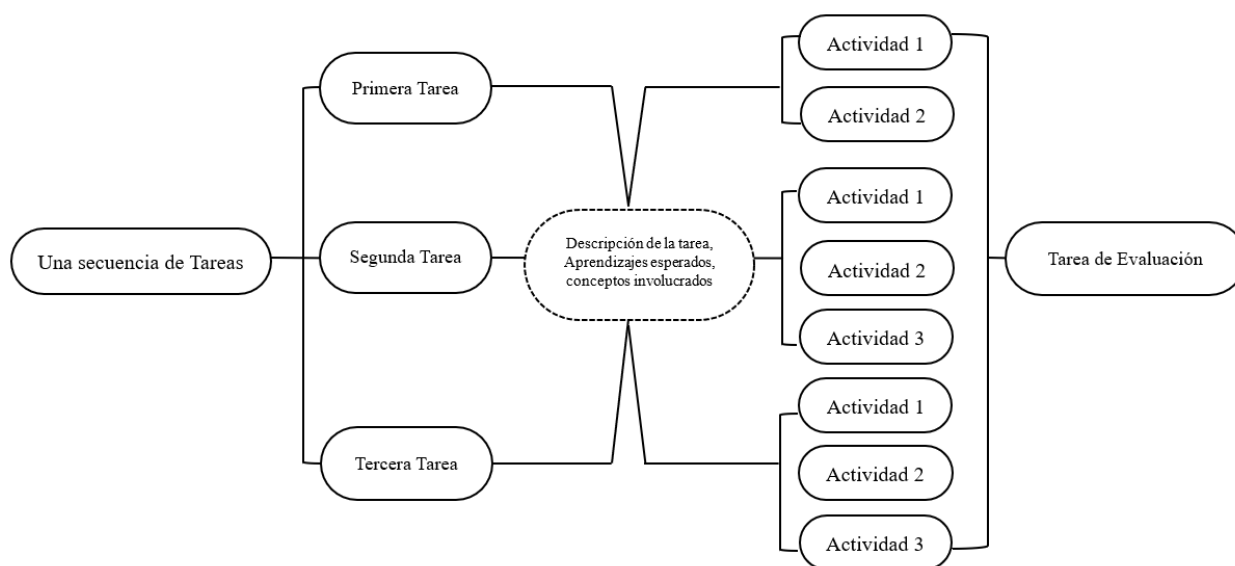 Una secuencia de Tareas
Primera Tarea
Segunda Tarea
Tercera Tarea
Descripción de la tarea,
Aprendizajes esperados,
conceptos involucrados
Actividad 1
Actividad 2
Actividad 1
Actividad 2
Actividad 3
Actividad 1
Actividad 2
Actividad 3
Tarea de Evaluación